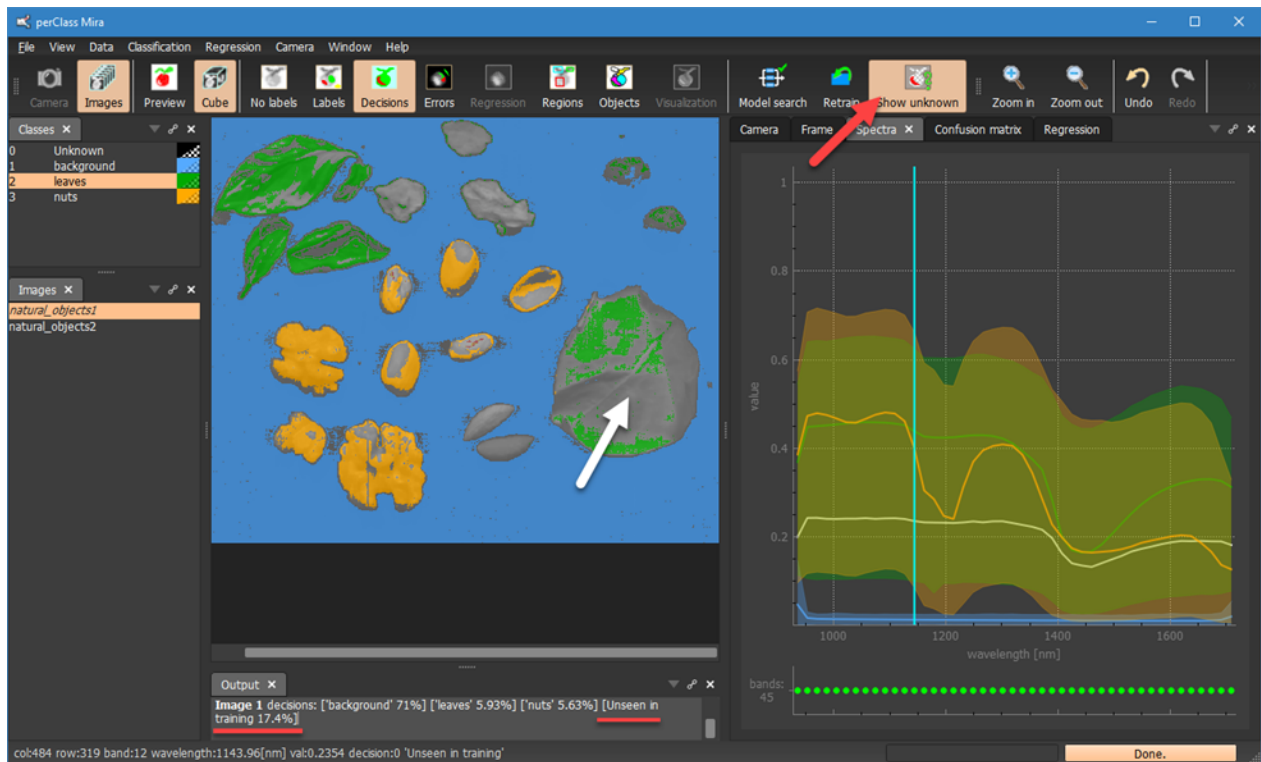 perClass Mira
File View Data Classification Regression Camera Window Help
Camera Images Preview Cube No labels Labels Decisions Errors Regression Regions Objects Visualization Model search Retrain Show unknown Zoom in Zoom out Undo Redo
Classes
0 Unknown
1 background
2 leaves
3 nuts
Images
natural_objects1
natural_objects2
Camera Frame Spectra Confusion matrix Regression
1
0.8
0.6
0.4
0.2
value
1000 1200 1400 1600
wavelength [nm]
bands:
45
Output
Image 1 decisions: ['background' 71%] ['leaves' 5.93%] ['nuts' 5.63%] [Unseen in
training 17.4%]
col:484 row:319 band:12 wavelength:1143.96[nm] val:0.2354 decision:0 'Unseen in training'
Done.